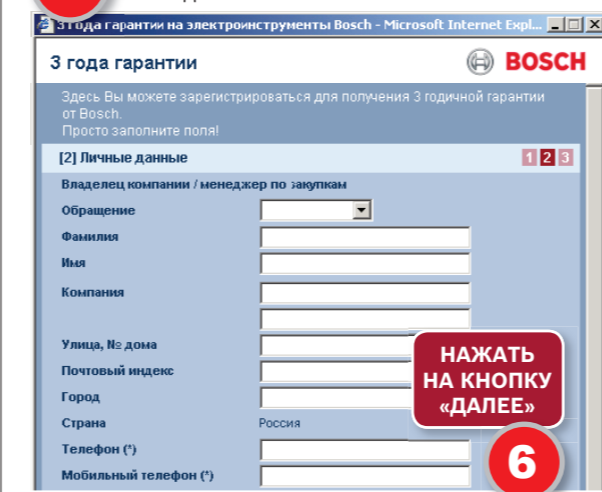 3 года гарантии на электроинструменты Bosch - Microsoft Internet Expl...
3 года гарантии
BOSCH
Здесь Вы можете зарегистрироваться для получения 3 годичной гарантии
от Bosch.
Просто заполните поля!
[2] Личные данные
1 2 3
Владелец компании / менеджер по закупкам
Обращение
Фамилия
Имя
Компания
Улица, № дома
Почтовый индекс
Город
Страна Россия
Телефон (*)
Мобильный телефон (*)
НАЖАТЬ
НА КНОПКУ
«ДАЛЕЕ»
6